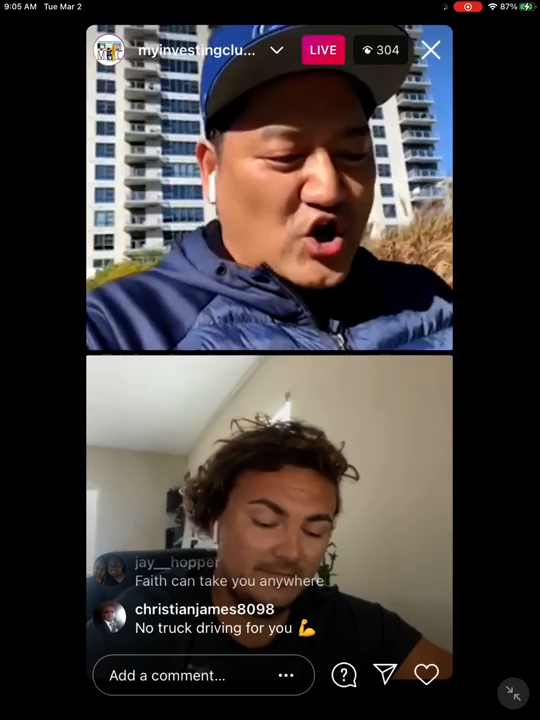 9:05 AM Tue Mar 2
87%
myinvestingclu...
LIVE
304
jay__hopper
Faith can take you anywhere
christianjames8098
No truck driving for you 💪
Add a comment...